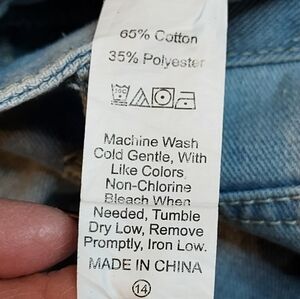 65% Cotton
35% Polyester
Machine Wash
Cold Gentle, With
Like Colors,
Non-Chlorine
Bleach When
Needed, Tumble
Dry Low, Remove
Promptly, Iron Low.
MADE IN CHINA
14